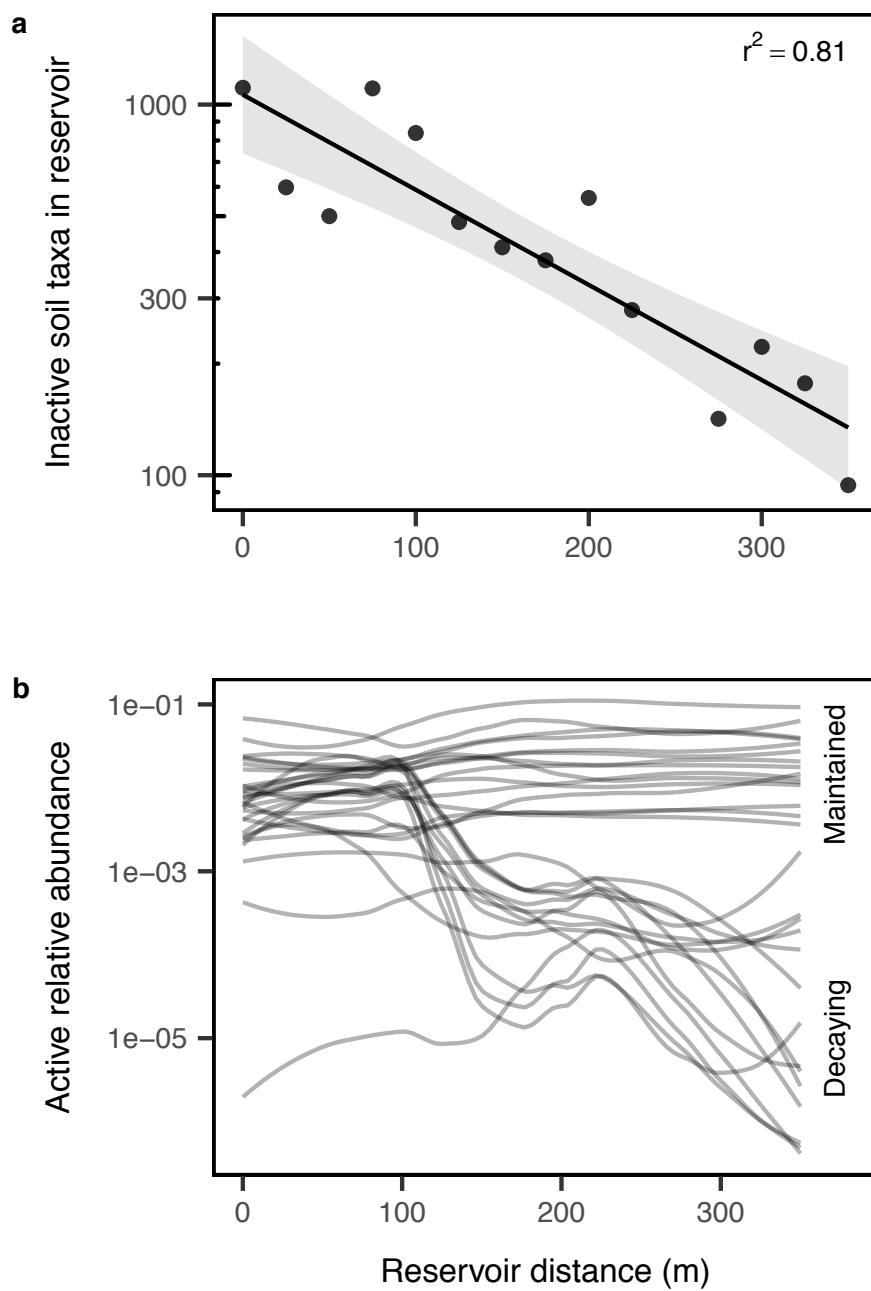 a
Inactive soil taxa in reservoir
r² = 0.81
1000
300
100
0 100 200 300
b
Active relative abundance
1e−01
1e−03
1e−05
Maintained
Decaying
0 100 200 300
Reservoir distance (m)